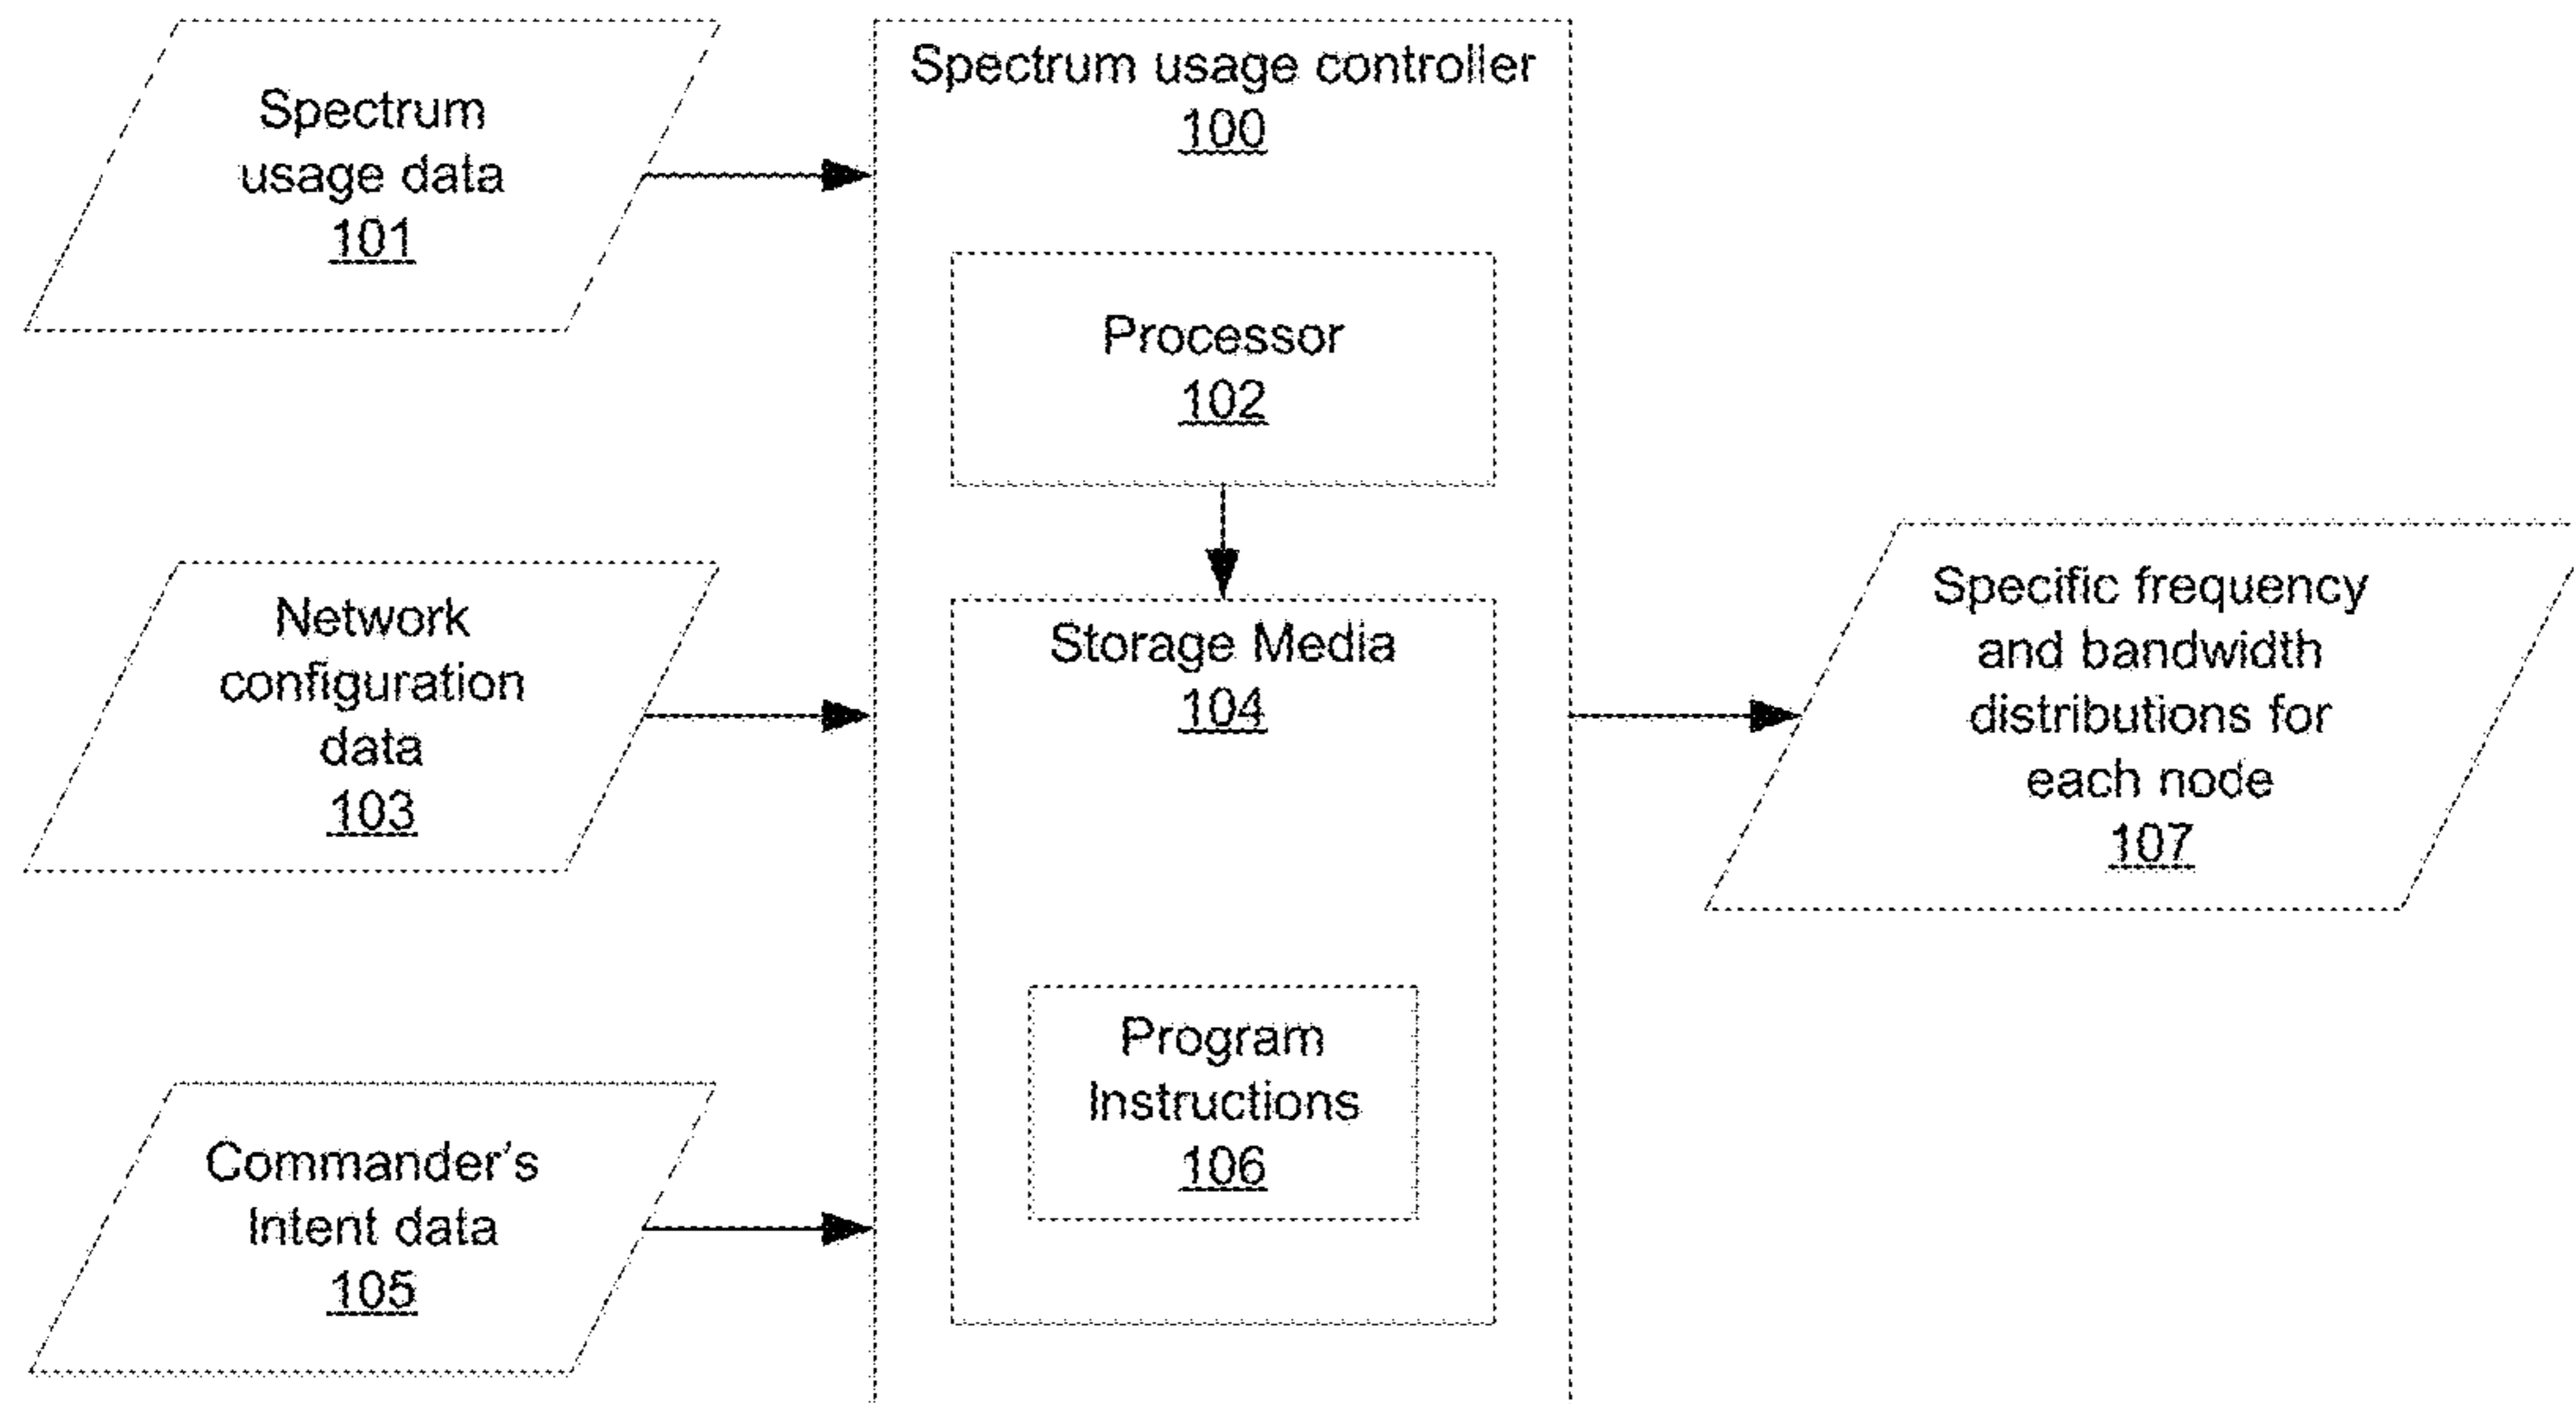 Spectrum
usage data
101
Network
configuration
data
103
Commander's
Intent data
105
Spectrum usage controller
100
Processor
102
Storage Media
104
Program
Instructions
106
Specific frequency
and bandwidth
distributions for
each node
107